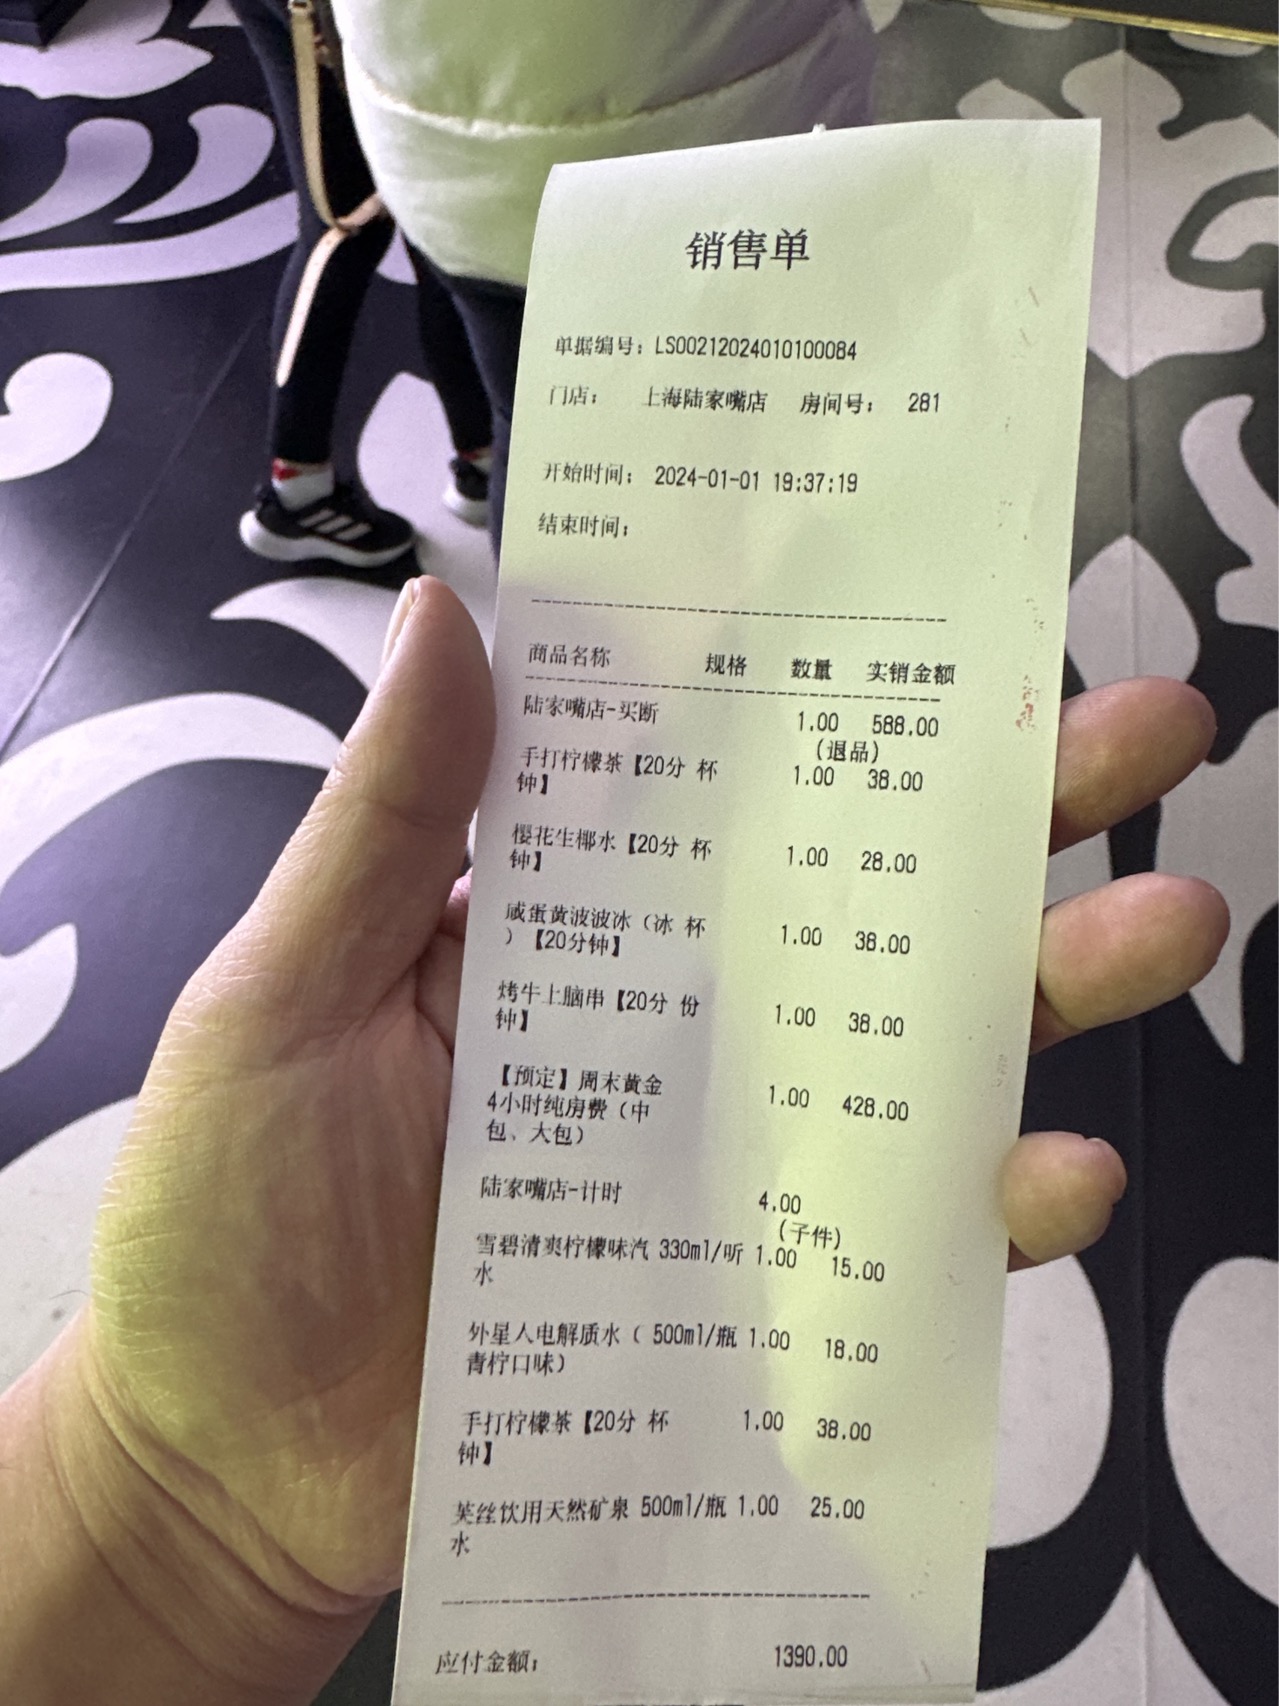 销售单
单据编号：LS00212024010100084
门店： 上海陆家嘴店 房间号： 281
开始时间： 2024-01-01 19:37:19
结束时间：
商品名称 规格 数量 实销金额
陆家嘴店-买断 1.00 588.00
(退品)
手打柠檬茶【20分 杯 1.00 38.00
钟】
樱花生椰水【20分 杯 1.00 28.00
钟】
咸蛋黄波波冰（冰 杯 1.00 38.00
）【20分钟】
烤牛上脑串【20分 份 1.00 38.00
钟】
【预定】周末黄金 1.00 428.00
4小时纯房费（中
包、大包）
陆家嘴店-计时 4.00
(子件)
雪碧清爽柠檬味汽 330ml/听 1.00 15.00
水
外星人电解质水（ 500ml/瓶 1.00 18.00
青柠口味）
手打柠檬茶【20分 杯 1.00 38.00
钟】
芙丝饮用天然矿泉 500ml/瓶 1.00 25.00
水
应付金额： 1390.00